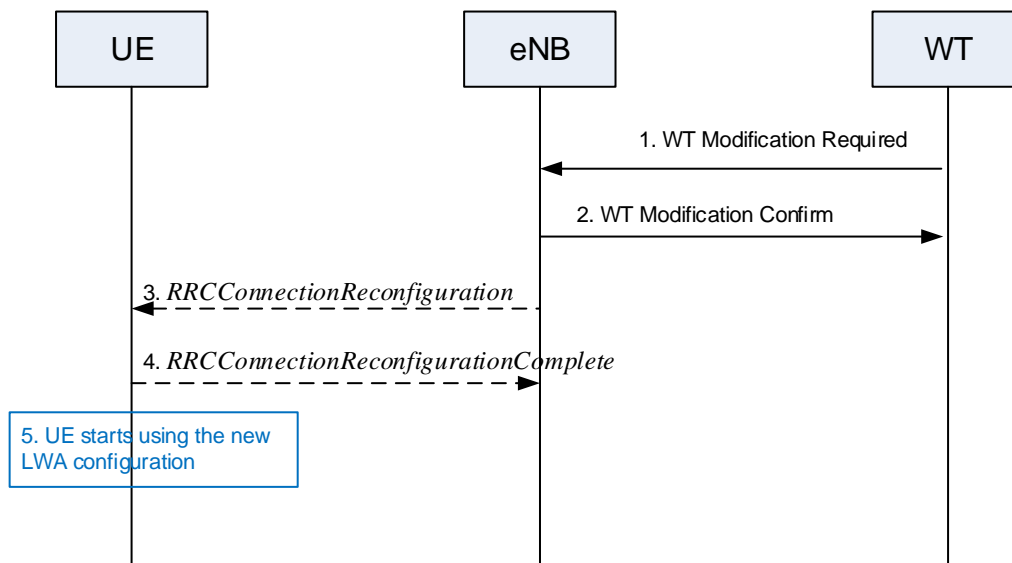 UE
eNB
WT
1. WT Modification Required
2. WT Modification Confirm
3. RRCConnectionReconfiguration
4. RRCConnectionReconfigurationComplete
5. UE starts using the new
LWA configuration